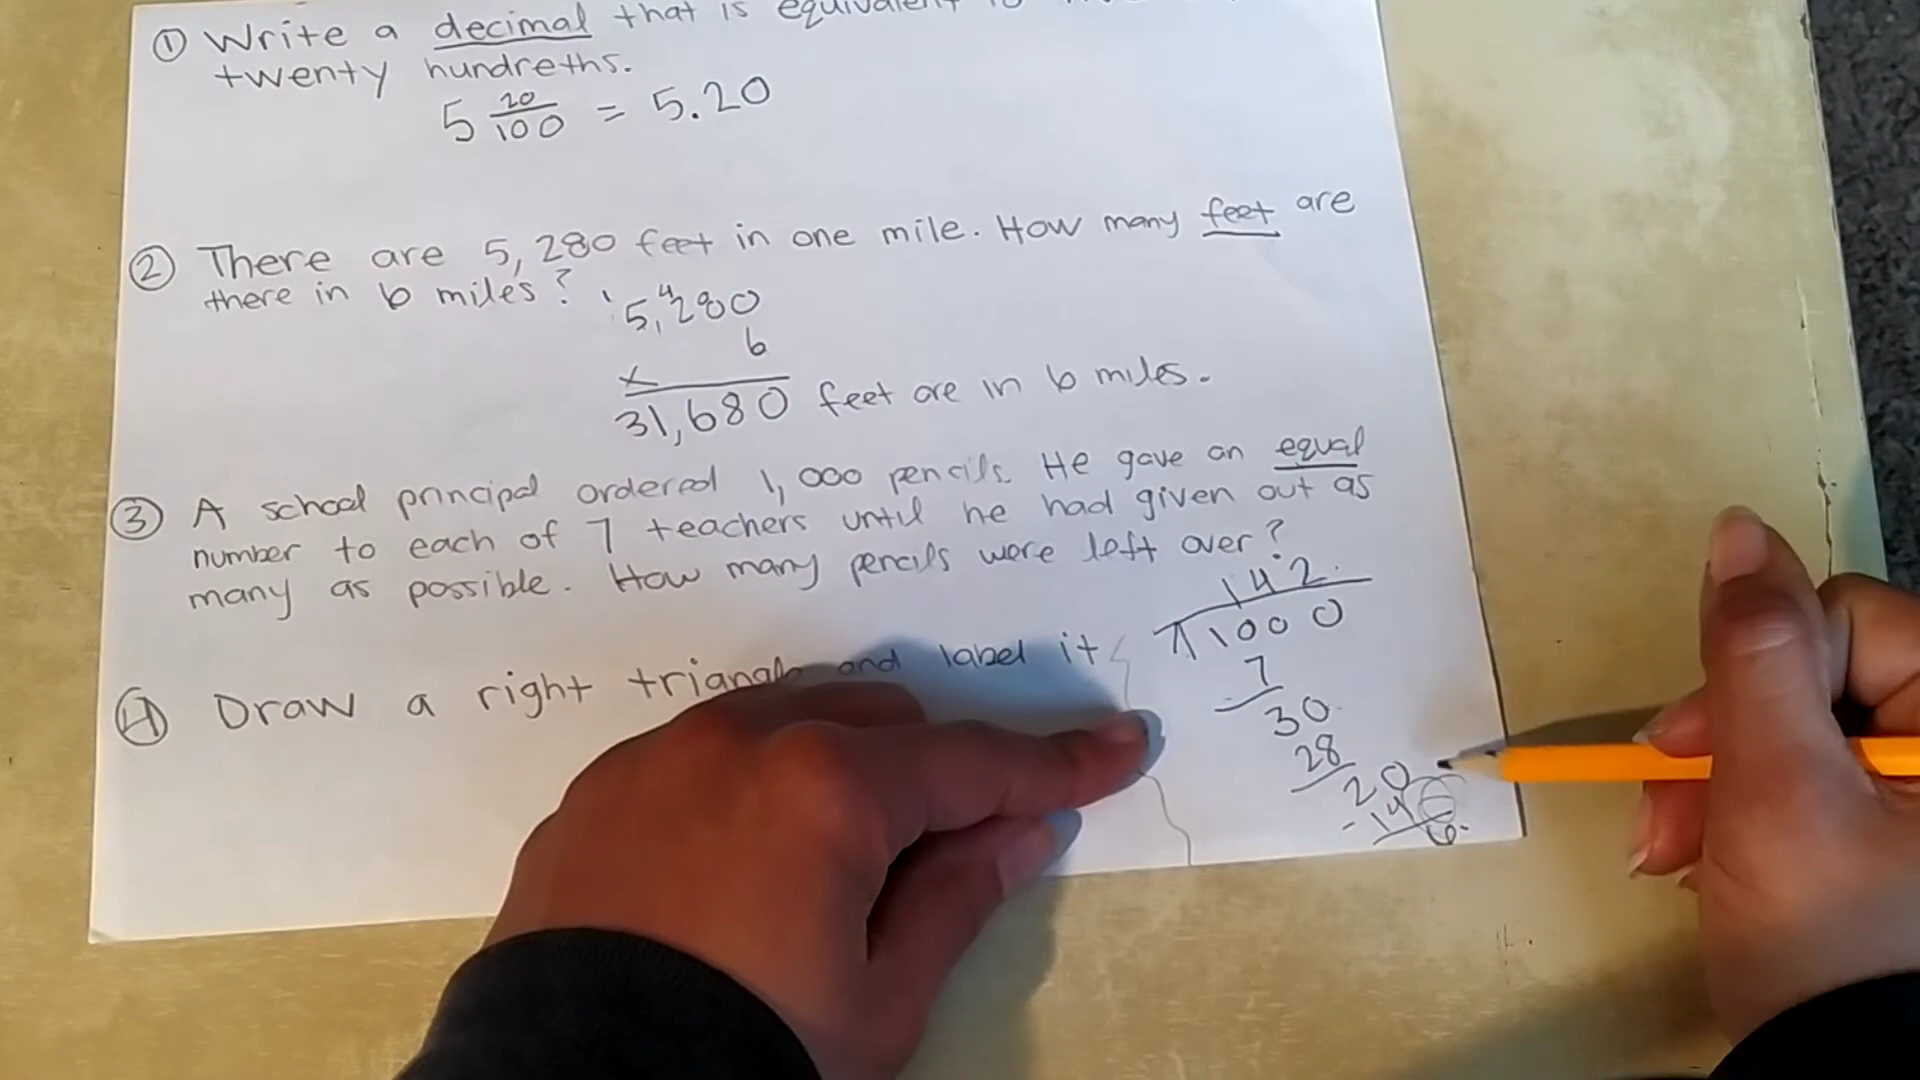 ① Write a decimal that is equivalent
twenty hundreths.
5 20/100 = 5.20
② There are 5,280 feet in one mile. How many feet are
there in 6 miles?
1 4
5,280
x 6
31,680 feet are in 6 miles.
③ A school principal ordered 1,000 pencils. He gave an equal
number to each of 7 teachers until he had given out as
many as possible. How many pencils were left over?
142
7 1000
- 7
30
28
20
- 14
6
④ Draw a right triangle and label it